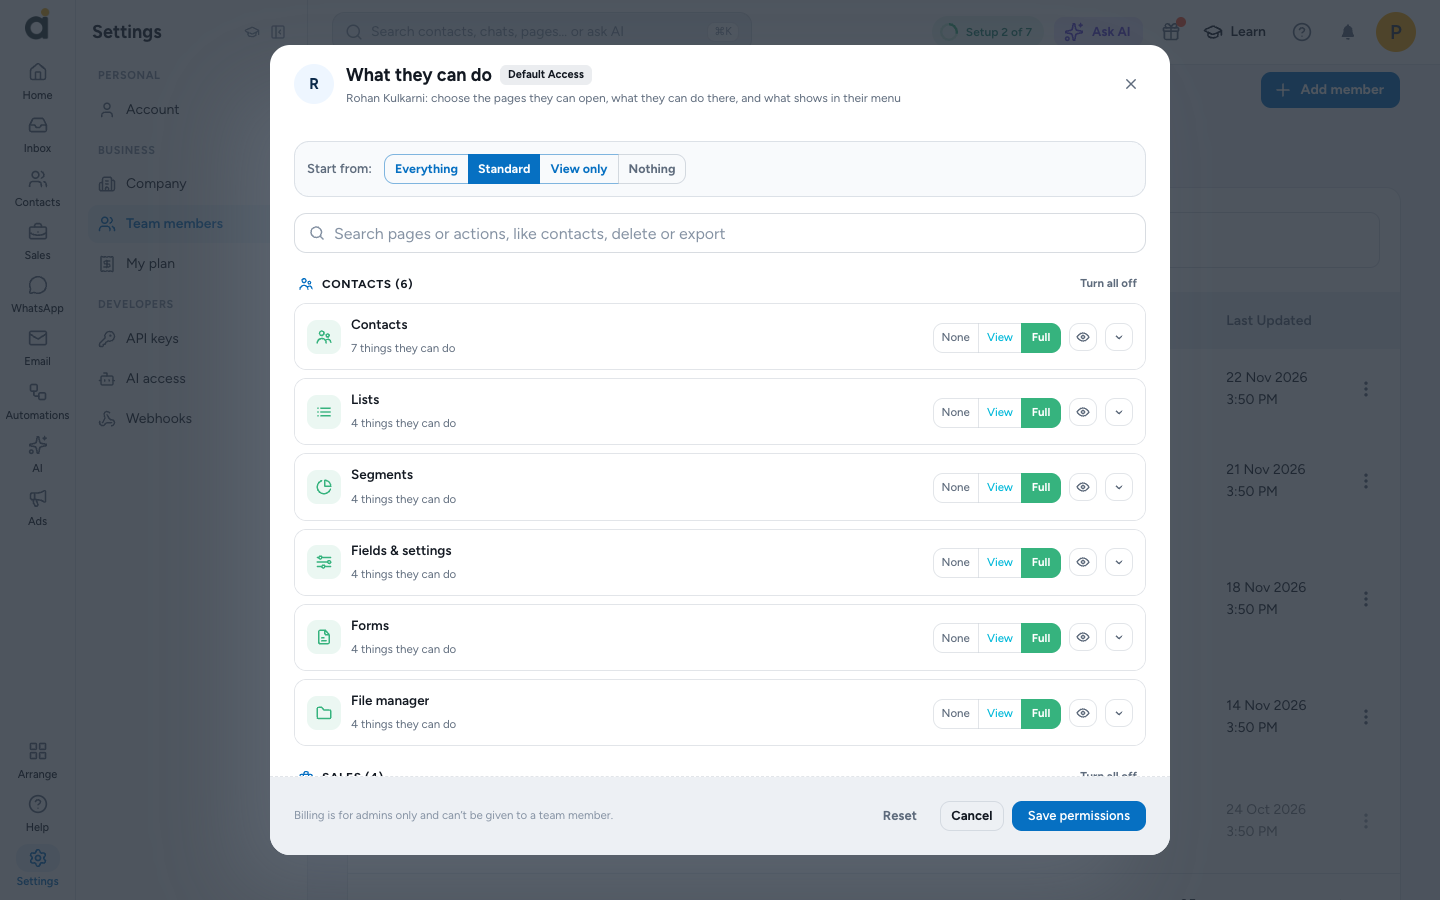 Settings
Search contacts, chats, pages... or ask AI
⌘K
Setup 2 of 7
Ask AI
Learn
P
Home
Inbox
Contacts
Sales
WhatsApp
Email
Automations
AI
Ads
Arrange
Help
Settings
PERSONAL
Account
BUSINESS
Company
Team members
My plan
DEVELOPERS
API keys
AI access
Webhooks
Add member
Last Updated
22 Nov 2026
3:50 PM
21 Nov 2026
3:50 PM
18 Nov 2026
3:50 PM
14 Nov 2026
3:50 PM
24 Oct 2026
3:50 PM
R
What they can do
Default Access
Rohan Kulkarni: choose the pages they can open, what they can do there, and what shows in their menu
Start from:
Everything
Standard
View only
Nothing
Search pages or actions, like contacts, delete or export
CONTACTS (6)
Turn all off
Contacts
7 things they can do
None View Full
Lists
4 things they can do
None View Full
Segments
4 things they can do
None View Full
Fields & settings
4 things they can do
None View Full
Forms
4 things they can do
None View Full
File manager
4 things they can do
None View Full
SALES (4)
Turn all off
Billing is for admins only and can't be given to a team member.
Reset
Cancel
Save permissions